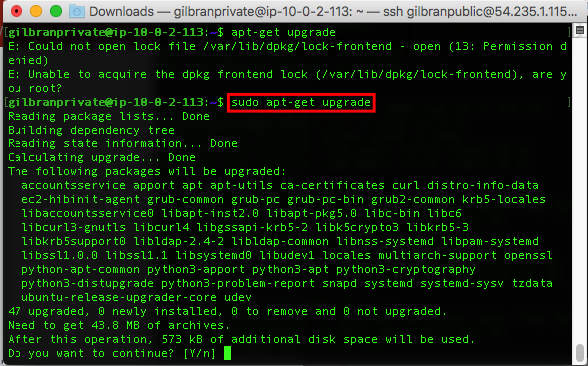 Downloads — gilbranprivate@ip-10-0-2-113: ~ — ssh gilbranpublic@54.235.1.115...
[gilbranprivate@ip-10-0-2-113:~$ apt-get upgrade
E: Could not open lock file /var/lib/dpkg/lock-frontend - open (13: Permission d
enied)
E: Unable to acquire the dpkg frontend lock (/var/lib/dpkg/lock-frontend), are y
ou root?
[gilbranprivate@ip-10-0-2-113:~$ sudo apt-get upgrade
Reading package lists... Done
Building dependency tree
Reading state information... Done
Calculating upgrade... Done
The following packages will be upgraded:
accountsservice apport apt apt-utils ca-certificates curl distro-info-data
ec2-hibinit-agent grub-common grub-pc grub-pc-bin grub2-common krb5-locales
libaccountsservice0 libapt-inst2.0 libapt-pkg5.0 libc-bin libc6
libcurl3-gnutls libcurl4 libgssapi-krb5-2 libk5crypto3 libkrb5-3
libkrb5support0 libldap-2.4-2 libldap-common libnss-systemd libpam-systemd
libssl1.0.0 libssl1.1 libsystemd0 libudev1 locales multiarch-support openssl
python-apt-common python3-apport python3-apt python3-cryptography
python3-distupgrade python3-problem-report snapd systemd systemd-sysv tzdata
ubuntu-release-upgrader-core udev
47 upgraded, 0 newly installed, 0 to remove and 0 not upgraded.
Need to get 43.8 MB of archives.
After this operation, 573 kB of additional disk space will be used.
Do you want to continue? [Y/n]